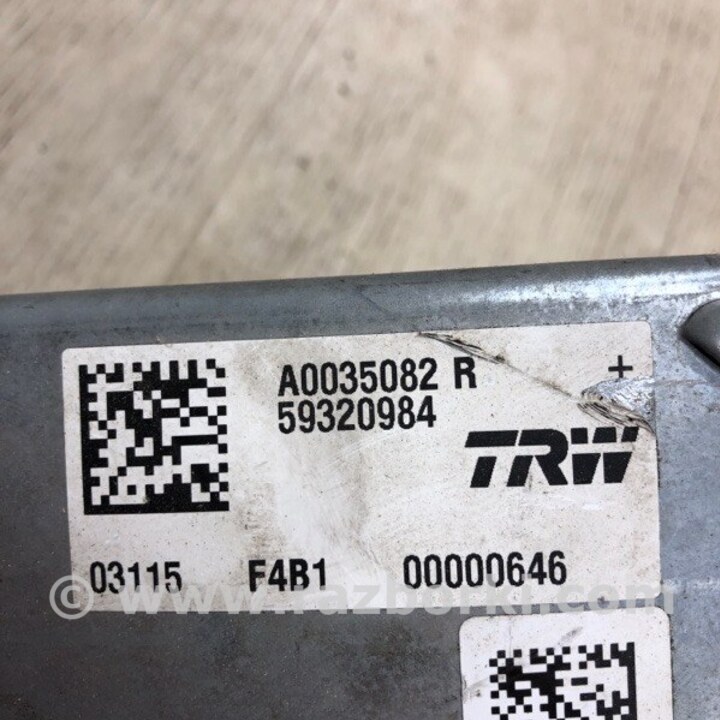 A0035082 R +
59320984
TRW
03115 F4B1 00000646
© www.razborki.com